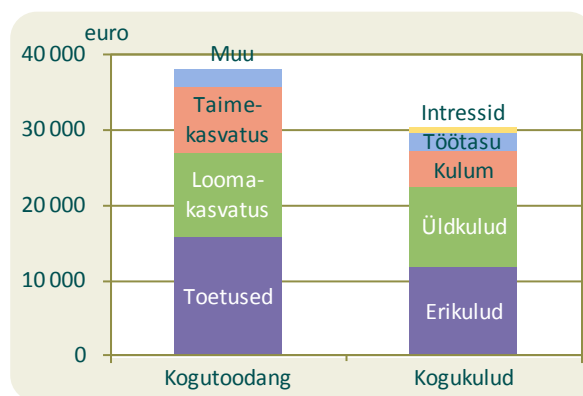 euro
40 000
30 000
20 000
10 000
0
Muu
Taime-
kasvatus
Looma-
kasvatus
Toetused
Intressid
Töötasu
Kulum
Üldkulud
Erikulud
Kogutoodang
Kogukulud